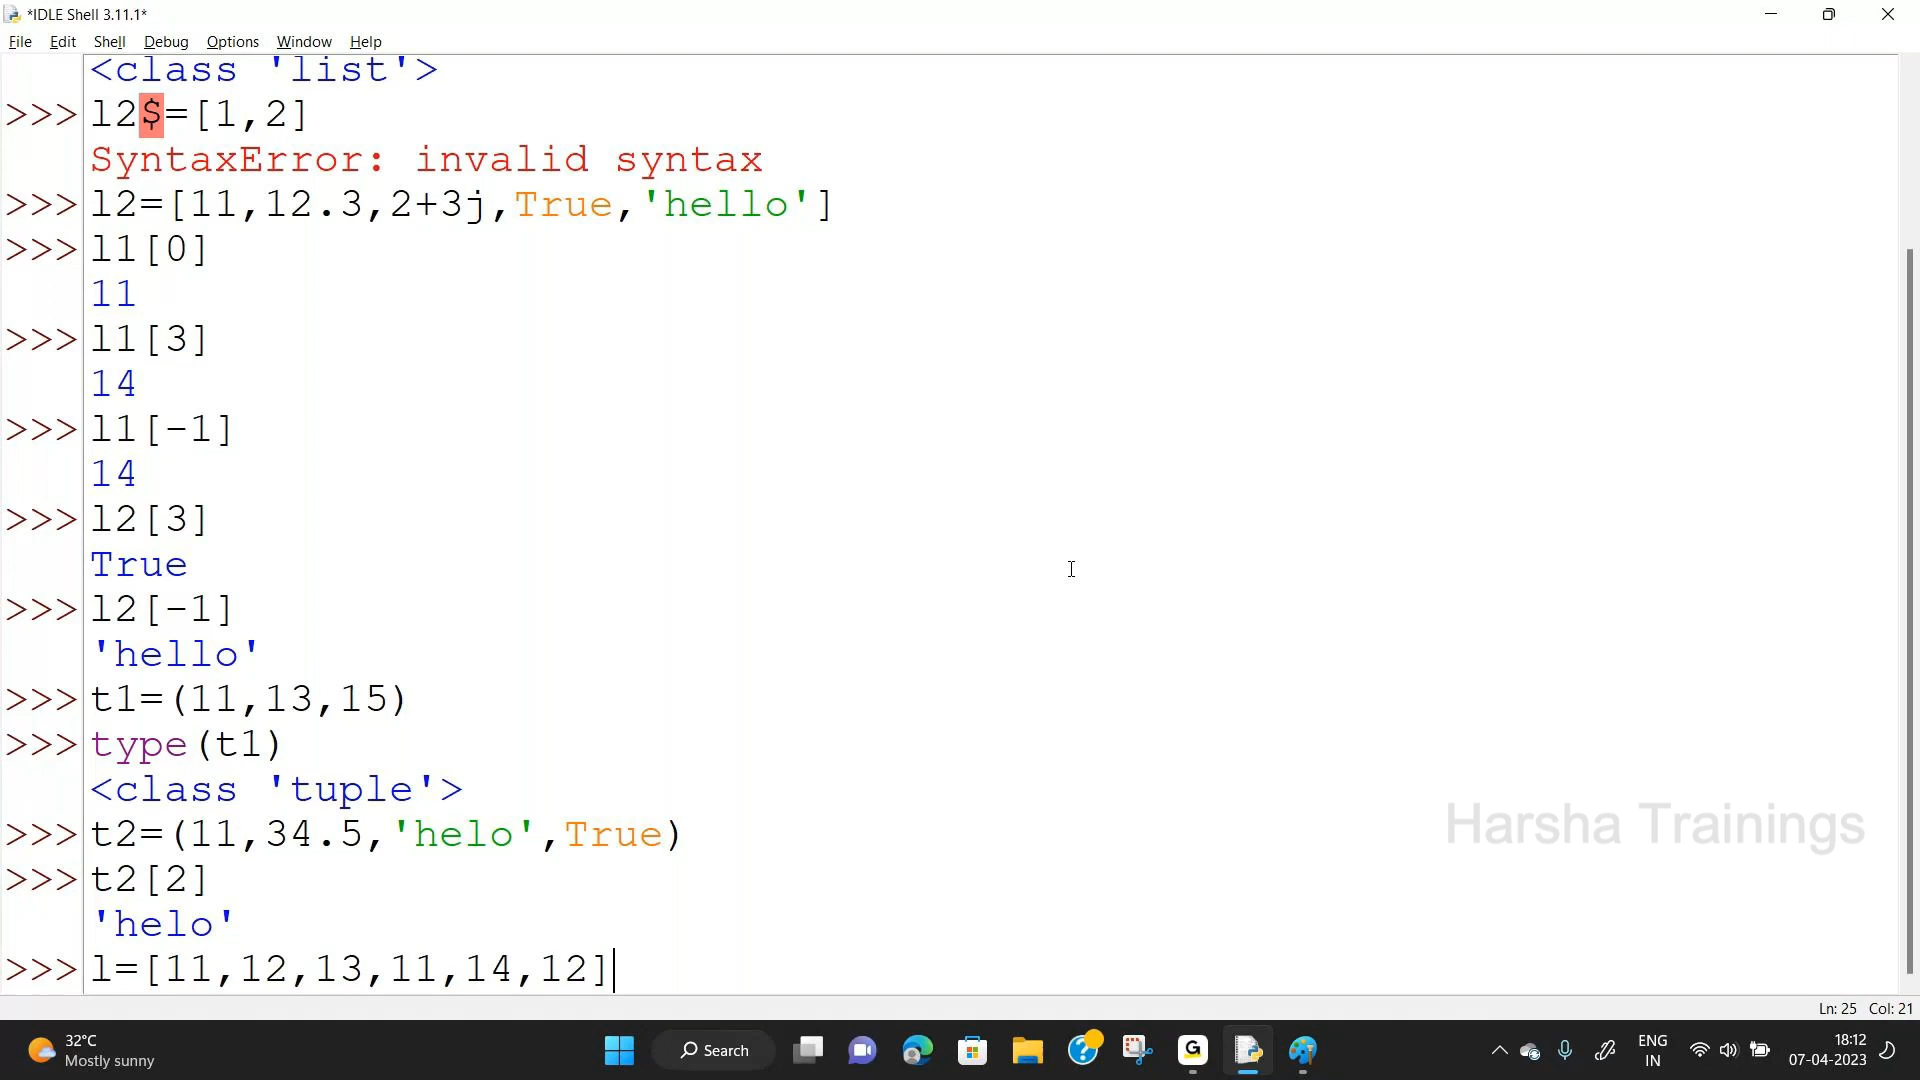 *IDLE Shell 3.11.1*
File Edit Shell Debug Options Window Help
<class 'list'>
>>> l2$=[1,2]
SyntaxError: invalid syntax
>>> l2=[11,12.3,2+3j,True,'hello']
>>> l1[0]
11
>>> l1[3]
14
>>> l1[-1]
14
>>> l2[3]
True
>>> l2[-1]
'hello'
>>> t1=(11,13,15)
>>> type(t1)
<class 'tuple'>
>>> t2=(11,34.5,'helo',True)
>>> t2[2]
'helo'
>>> l=[11,12,13,11,14,12]
Harsha Trainings
Ln: 25 Col: 21
32°C
Mostly sunny
Search
ENG
IN
18:12
07-04-2023